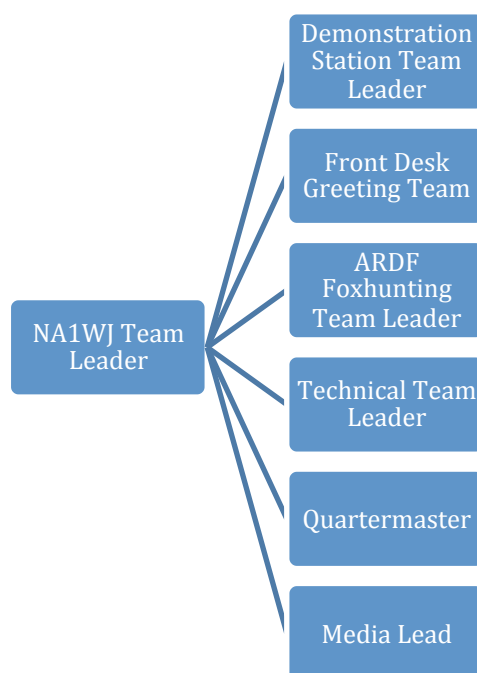 Demonstration
Station Team
Leader
Front Desk
Greeting Team
ARDF
Foxhunting
Team Leader
NA1WJ Team
Leader
Technical Team
Leader
Quartermaster
Media Lead